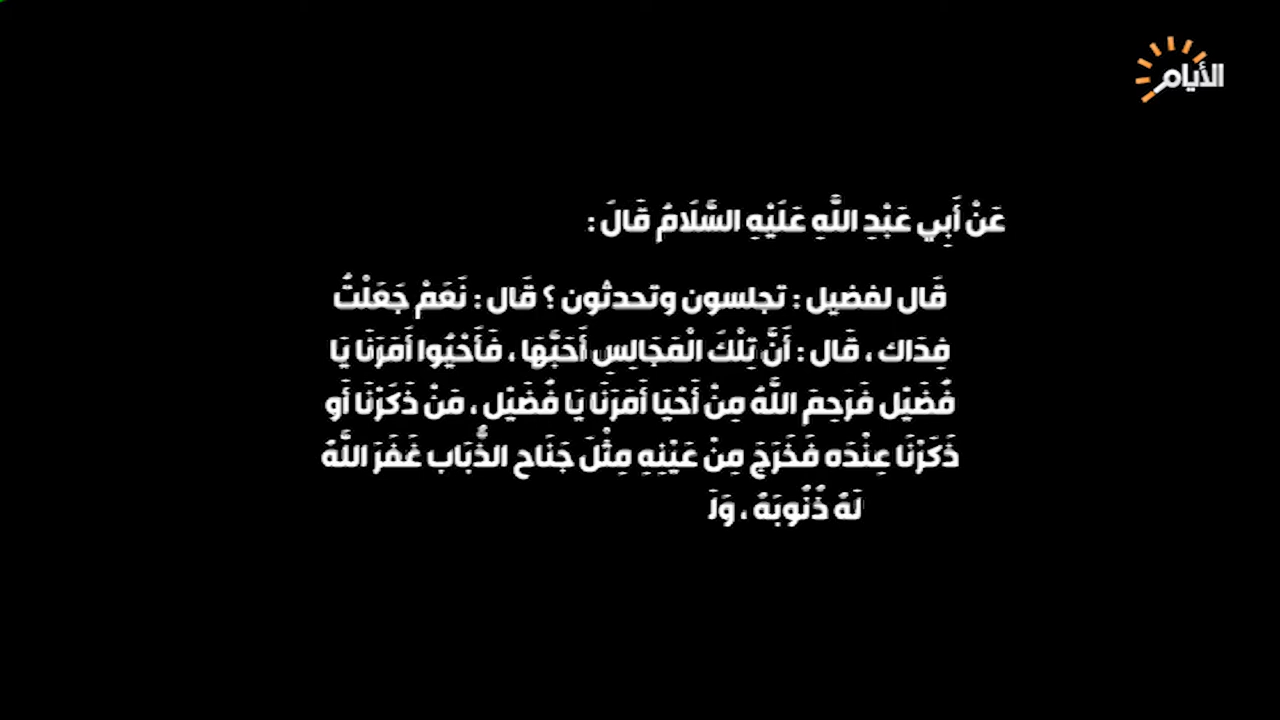 الأيام
عَنْ أَبِي عَبْدِ اللَّهِ عَلَيْهِ السَّلَامُ قَالَ :
قَال لفضيل : تجلسون وتحدثون ؟ قَال : نَعَمْ جَعَلْتُ
فِدَاك ، قَال : أَنَّ تِلْكَ الْمَجَالِسِ أَحَبَّهَا ، فَأَحْيُوا أَمَرَنَا يَا
فُضَيْل فَرَحِمَ اللَّهُ مِنْ أَحْيَا أَمَرَنَا يَا فُضَيْل ، مَنْ ذَكَرْنَا أَو
ذَكَرْنَا عِنْدَه فَخَرَجَ مِنْ عَيْنِهِ مِثْلَ جَنَاح الذُّبَاب غَفَرَ اللَّهُ
لَهُ ذُنُوبَهُ ، وَلَ